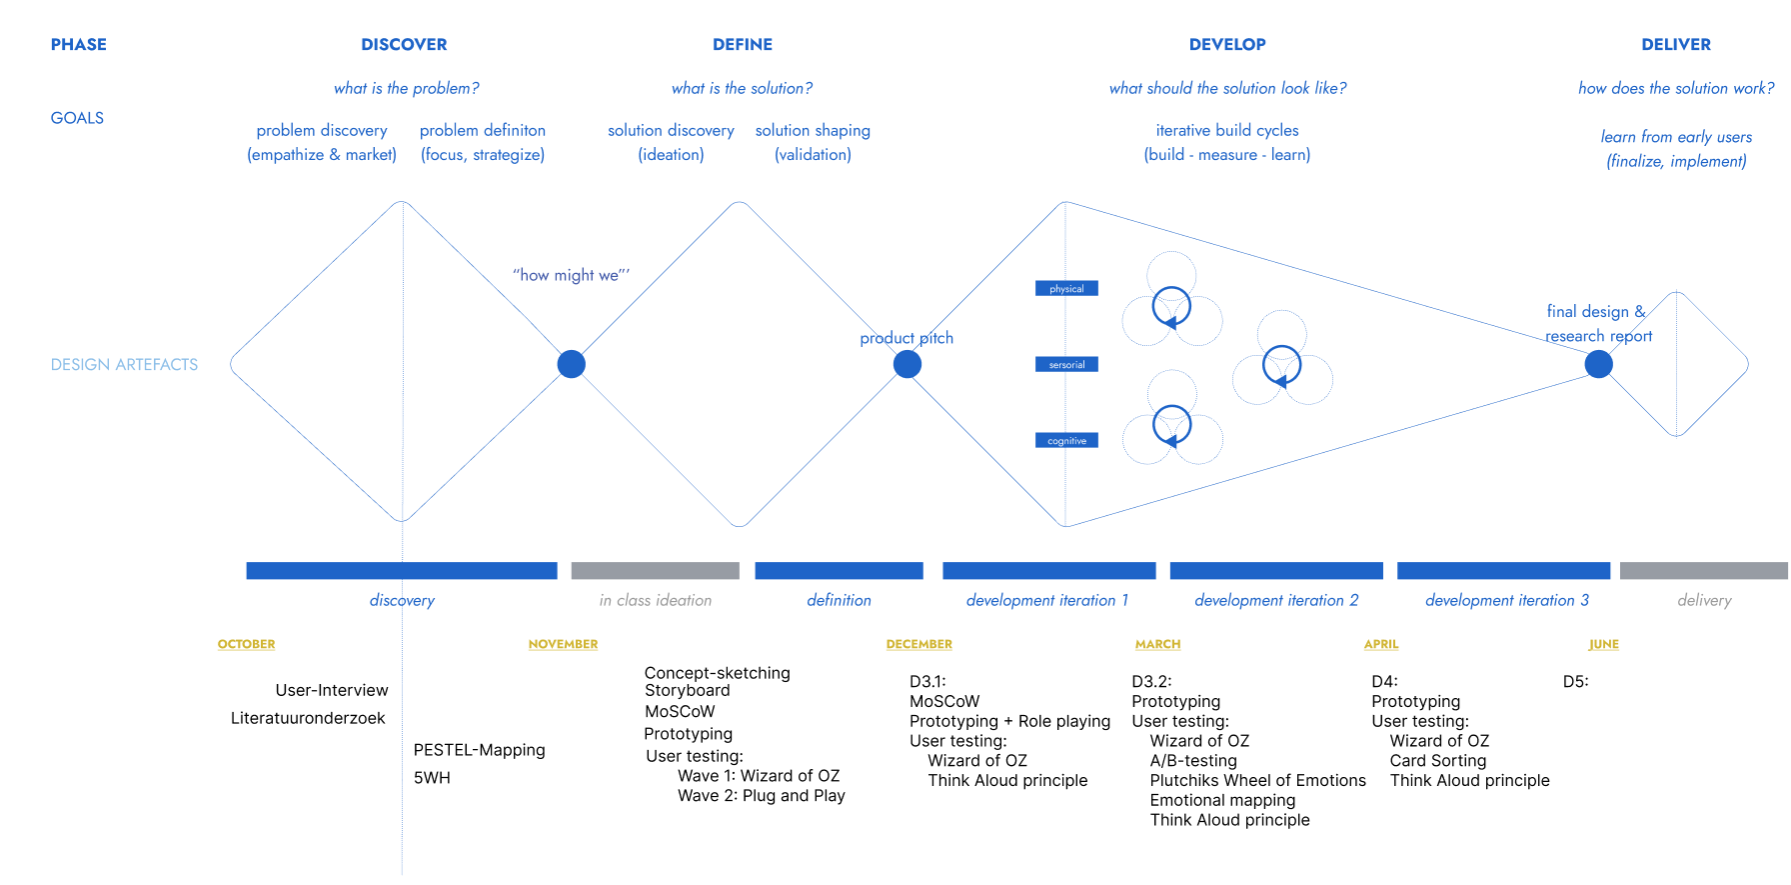 PHASE
DISCOVER
DEFINE
DEVELOP
DELIVER
what is the problem?
what is the solution?
what should the solution look like?
how does the solution work?
GOALS
problem discovery
(empathize & market)
problem definiton
(focus, strategize)
solution discovery
(ideation)
solution shaping
(validation)
iterative build cycles
(build - measure - learn)
learn from early users
(finalize, implement)
"how might we"'
product pitch
physical
sersorial
cognitive
final design &
research report
DESIGN ARTEFACTS
discovery
in class ideation
definition
development iteration 1
development iteration 2
development iteration 3
delivery
OCTOBER
NOVEMBER
DECEMBER
MARCH
APRIL
JUNE
User-Interview
Literatuuronderzoek
PESTEL-Mapping
5WH
Concept-sketching
Storyboard
MoSCoW
Prototyping
User testing:
Wave 1: Wizard of OZ
Wave 2: Plug and Play
D3.1:
MoSCoW
Prototyping + Role playing
User testing:
Wizard of OZ
Think Aloud principle
D3.2:
Prototyping
User testing:
Wizard of OZ
A/B-testing
Plutchiks Wheel of Emotions
Emotional mapping
Think Aloud principle
D4:
Prototyping
User testing:
Wizard of OZ
Card Sorting
Think Aloud principle
D5: